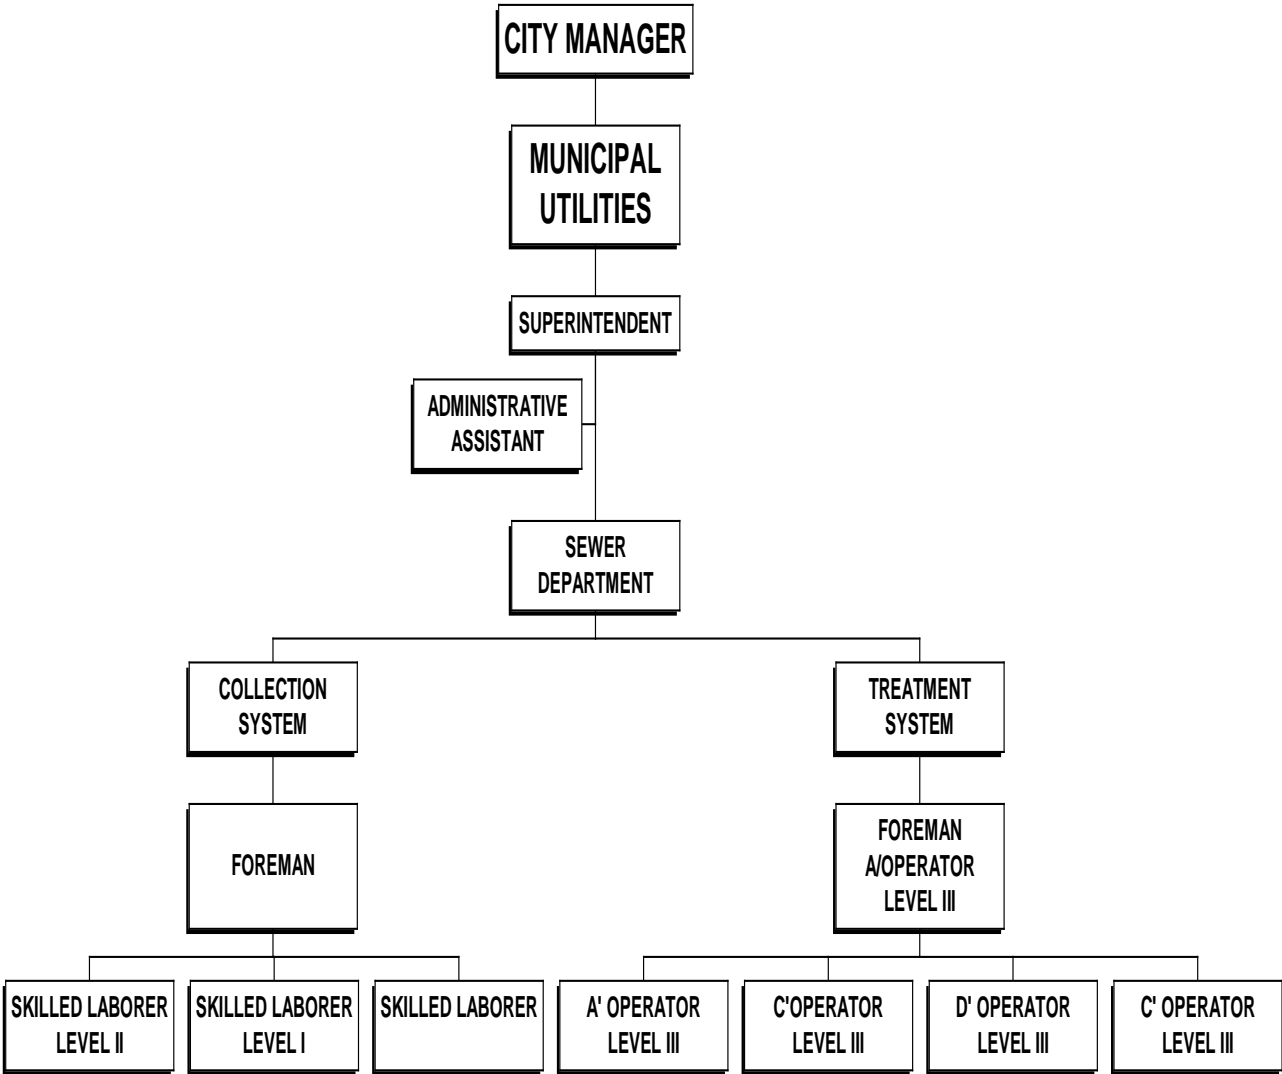 CITY MANAGER
MUNICIPAL
UTILITIES
SUPERINTENDENT
ADMINISTRATIVE
ASSISTANT
SEWER
DEPARTMENT
COLLECTION
SYSTEM
TREATMENT
SYSTEM
FOREMAN
FOREMAN
A/OPERATOR
LEVEL III
SKILLED LABORER
LEVEL II
SKILLED LABORER
LEVEL I
SKILLED LABORER
A' OPERATOR
LEVEL III
C'OPERATOR
LEVEL III
D' OPERATOR
LEVEL III
C' OPERATOR
LEVEL III